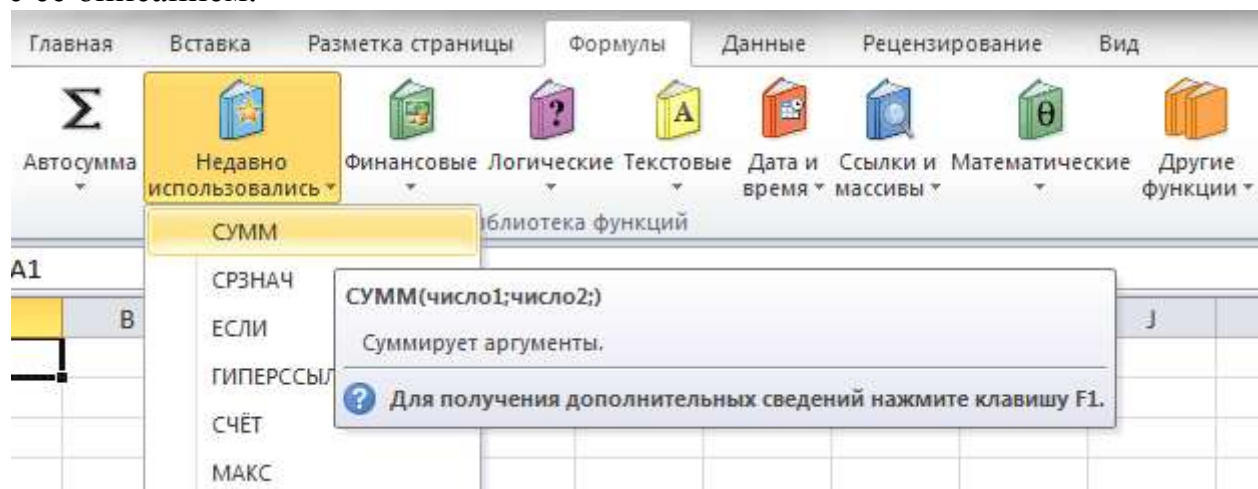 Главная Вставка Разметка страницы Формулы Данные Рецензирование Вид
Σ ? A θ
Автосумма Недавно использовались Финансовые Логические Текстовые Дата и время Ссылки и массивы Математические Другие функции
иблиотека функций
СУММ
A1
СРЗНАЧ
СУММ(число1;число2;)
B
J
ЕСЛИ
Суммирует аргументы.
ГИПЕРССЫЛ
Для получения дополнительных сведений нажмите клавишу F1.
СЧЁТ
МАКС